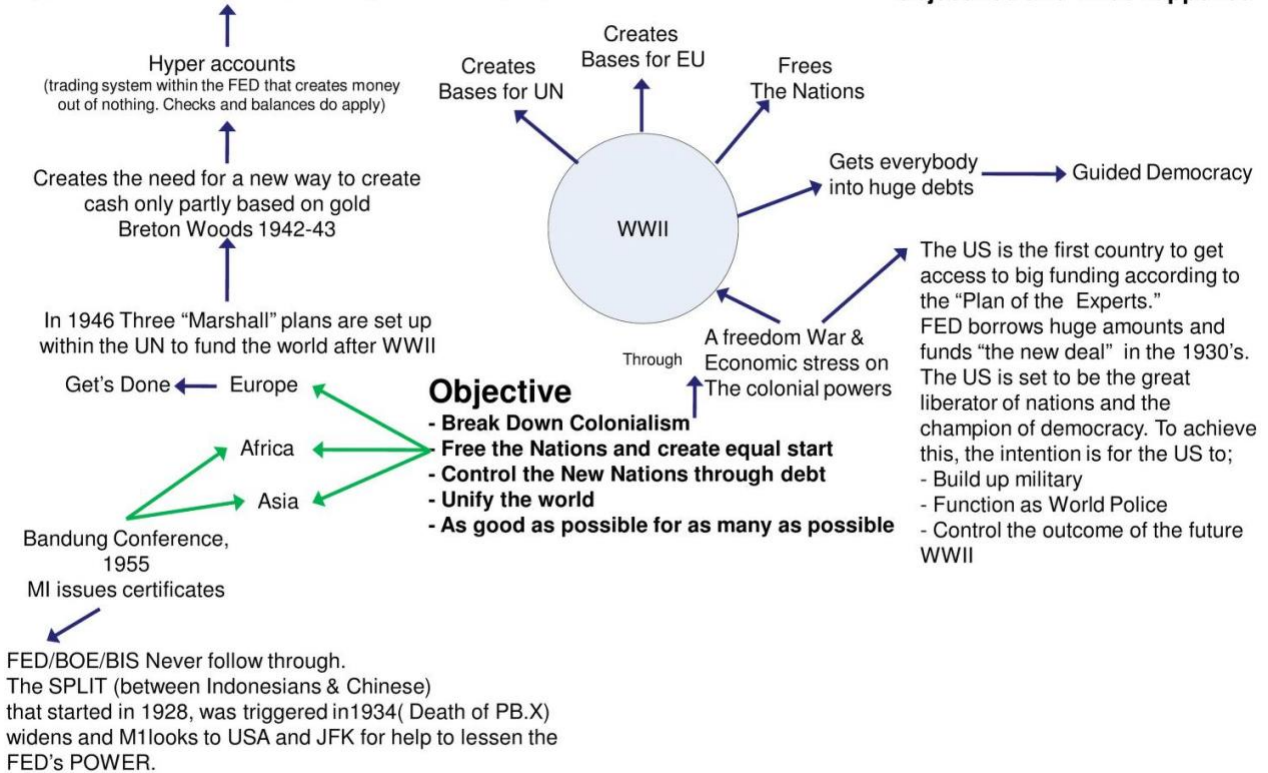 Hyper accounts
(trading system within the FED that creates money
out of nothing. Checks and balances do apply)
Creates the need for a new way to create
cash only partly based on gold
Breton Woods 1942-43
In 1946 Three “Marshall” plans are set up
within the UN to fund the world after WWII
Get's Done
Europe
Africa
Asia
Bandung Conference,
1955
MI issues certificates
FED/BOE/BIS Never follow through.
The SPLIT (between Indonesians & Chinese)
that started in 1928, was triggered in1934( Death of PB.X)
widens and M1looks to USA and JFK for help to lessen the
FED's POWER.
Creates
Bases for UN
Creates
Bases for EU
Frees
The Nations
WWII
Gets everybody
into huge debts
Guided Democracy
Through
A freedom War &
Economic stress on
The colonial powers
Objective
- Break Down Colonialism
- Free the Nations and create equal start
- Control the New Nations through debt
- Unify the world
- As good as possible for as many as possible
The US is the first country to get
access to big funding according to
the “Plan of the Experts.”
FED borrows huge amounts and
funds “the new deal” in the 1930's.
The US is set to be the great
liberator of nations and the
champion of democracy. To achieve
this, the intention is for the US to;
- Build up military
- Function as World Police
- Control the outcome of the future
WWII